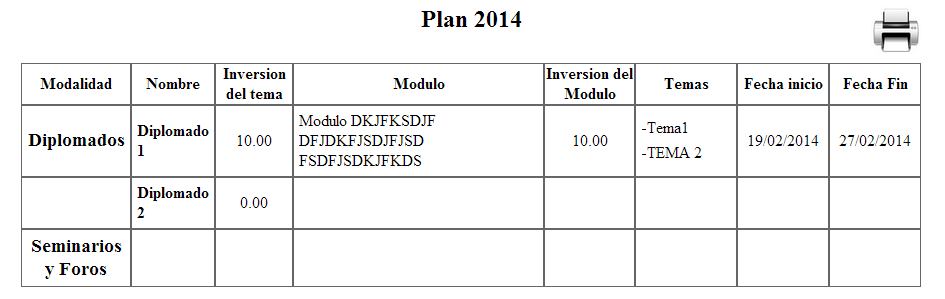 Plan 2014
Modalidad Nombre Inversion del tema Modulo Inversion del Modulo Temas Fecha inicio Fecha Fin
Diplomados
Diplomado
1
10.00
Modulo DKJFKSDJF
DFJDKFJSDJFJSD
FSDFJSDKJFKDS
10.00
-Tema1
-TEMA 2
19/02/2014
27/02/2014
Diplomado
2
0.00
Seminarios
y Foros